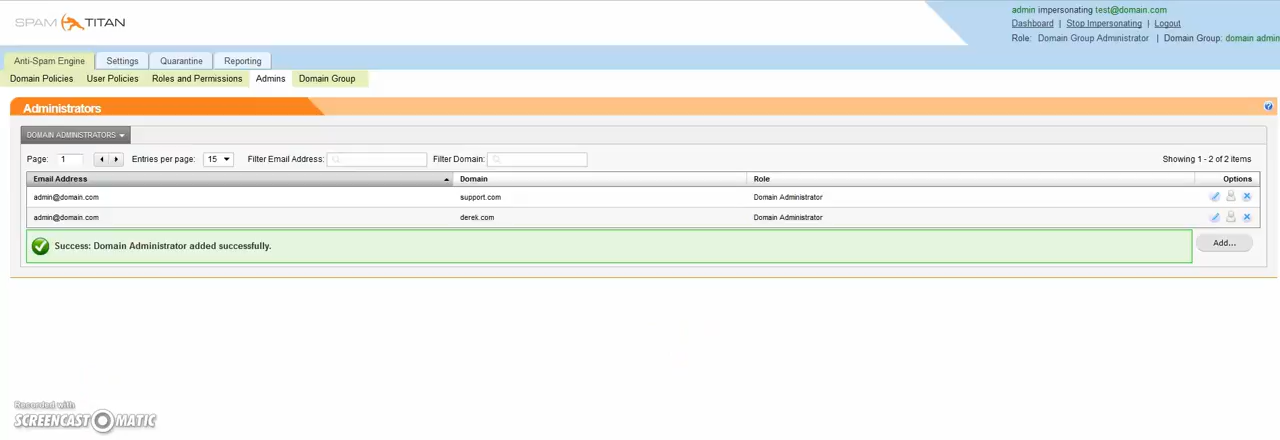 SPAM TITAN
admin impersonating test@domain.com
Dashboard | Stop Impersonating | Logout
Role: Domain Group Administrator | Domain Group: domain admin
Anti-Spam Engine Settings Quarantine Reporting
Domain Policies User Policies Roles and Permissions Admins Domain Group
Administrators
DOMAIN ADMINISTRATORS
Page: 1 Entries per page: 15 Filter Email Address: Filter Domain: Showing 1 - 2 of 2 items
Email Address Domain Role Options
admin@domain.com support.com Domain Administrator
admin@domain.com derek.com Domain Administrator
Success: Domain Administrator added successfully. Add...
Recorded with
SCREENCAST O MATIC